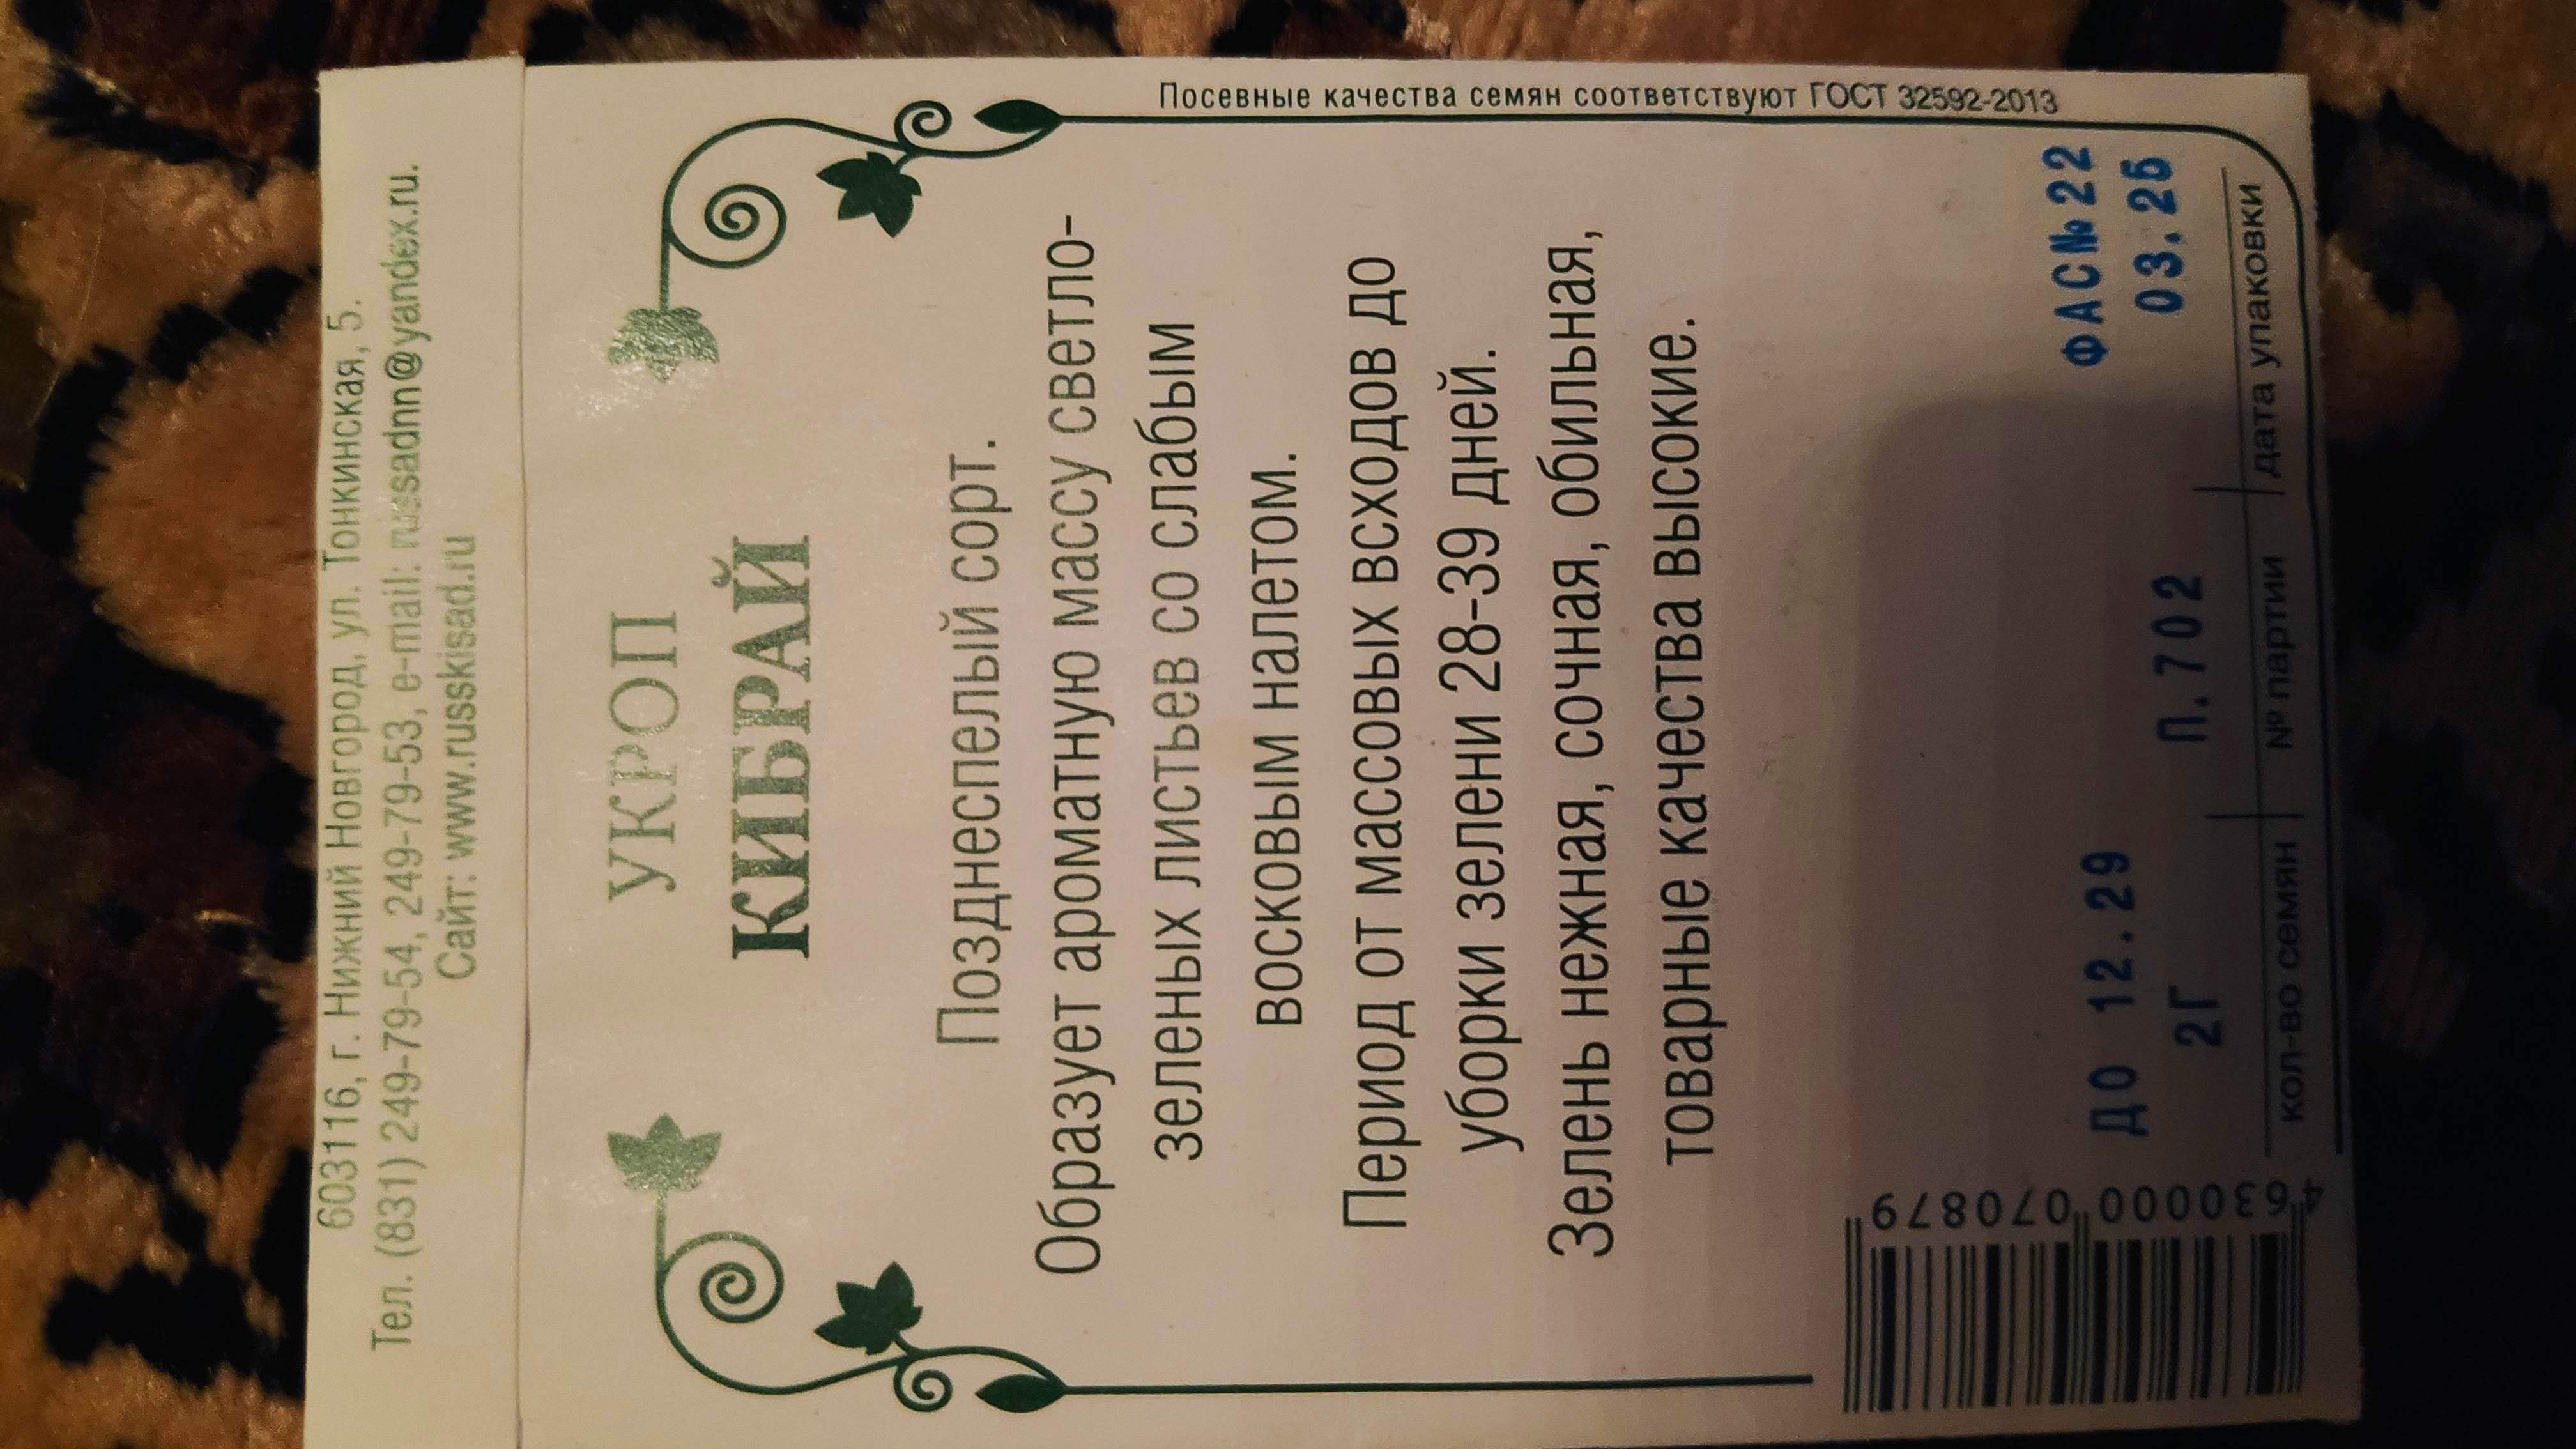 603116, г. Нижний Новгород, ул. Тонкинская, 5.
Тел. (831) 249-79-54, 249-79-53, e-mail: russadnn@yandex.ru.
Сайт: www.russkisad.ru
УКРОП
КИБРАЙ
Позднеспелый сорт.
Образует ароматную массу светло-
зеленых листьев со слабым
восковым налетом.
Период от массовых всходов до
уборки зелени 28-39 дней.
Зелень нежная, сочная, обильная,
товарные качества высокие.
Посевные качества семян соответствуют ГОСТ 32592-2013
4 630000 070879
ДО 12.29
2Г
кол-во семян
П.702
№ партии
ФАС№22
03.26
дата упаковки